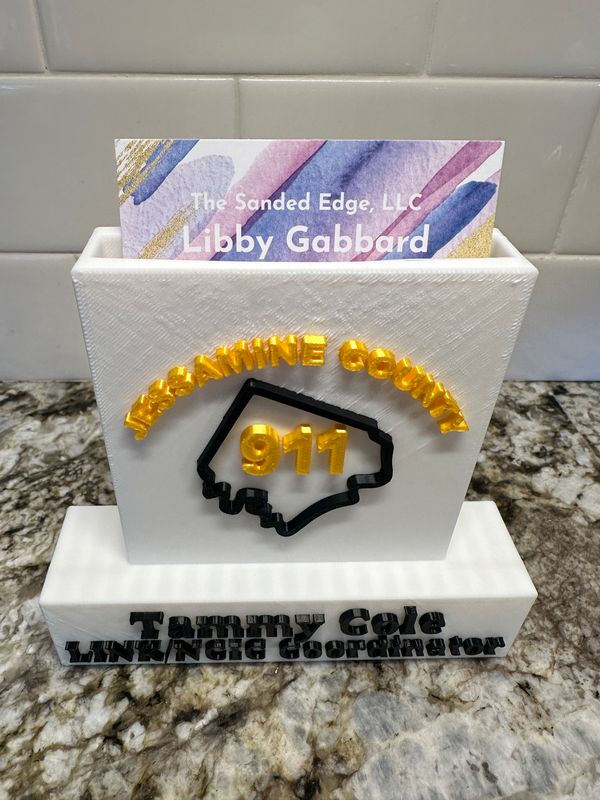 The Sanded Edge, LLC
Libby Gabbard
JESSAMINE COUNTY
911
Tammy Cole
LINK/NCIC Coordinator